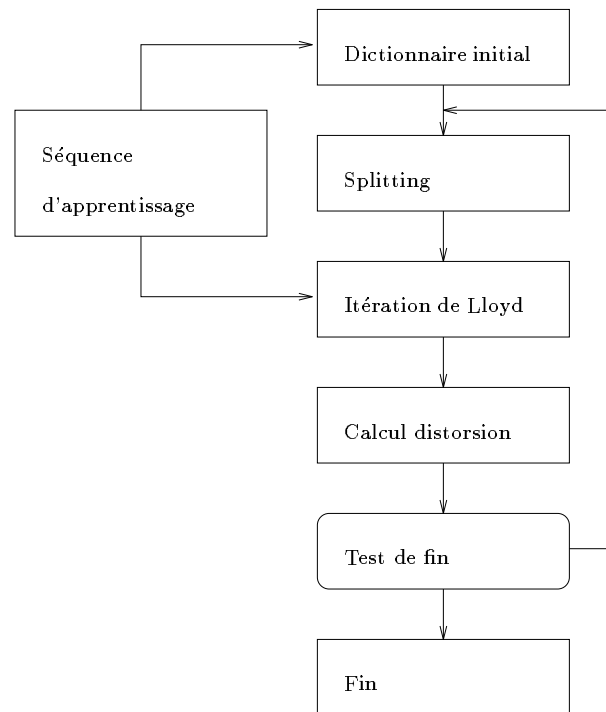 Dictionnaire initial
Séquence
d'apprentissage
Splitting
Itération de Lloyd
Calcul distorsion
Test de fin
Fin